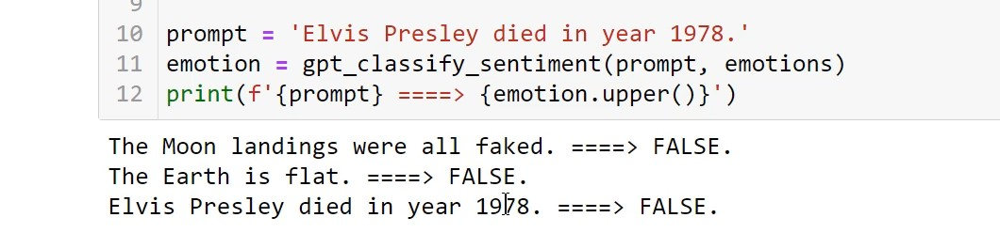 9
10 prompt = 'Elvis Presley died in year 1978.'
11 emotion = gpt_classify_sentiment(prompt, emotions)
12 print(f'{prompt} ====> {emotion.upper()}')
The Moon landings were all faked. ====> FALSE.
The Earth is flat. ====> FALSE.
Elvis Presley died in year 1978. ====> FALSE.